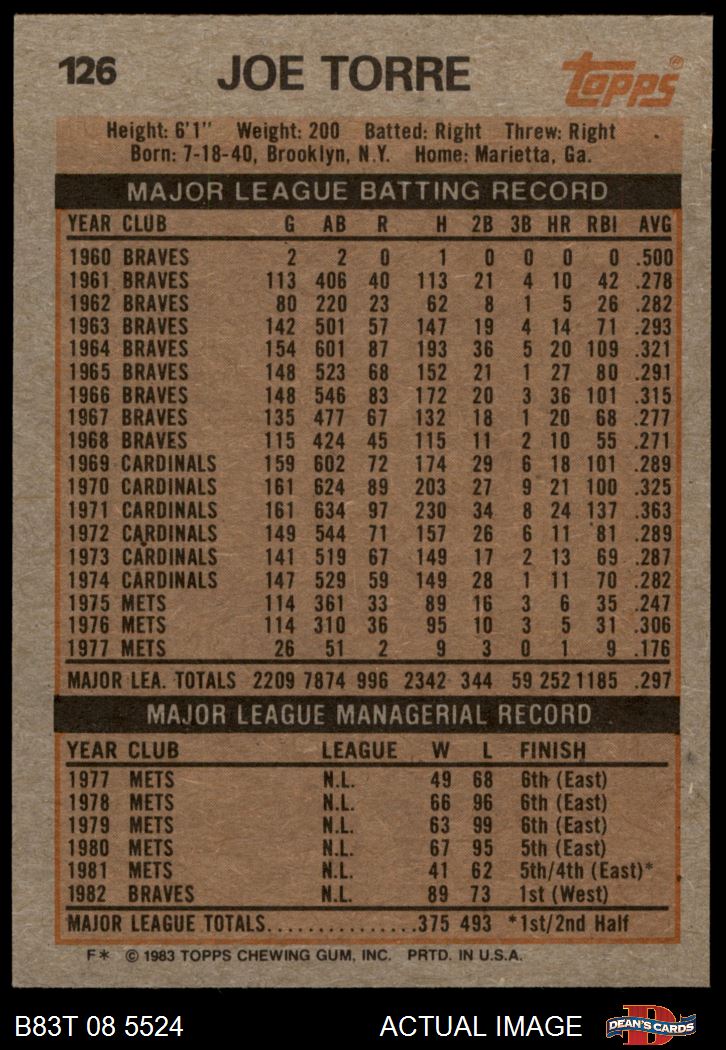 126 JOE TORRE Topps®
Height: 6'1" Weight: 200 Batted: Right Threw: Right
Born: 7-18-40, Brooklyn, N.Y. Home: Marietta, Ga.
MAJOR LEAGUE BATTING RECORD
YEAR CLUB G AB R H 2B 3B HR RBI AVG
1960 BRAVES 2 2 0 1 0 0 0 0 .500
1961 BRAVES 113 406 40 113 21 4 10 42 .278
1962 BRAVES 80 220 23 62 8 1 5 26 .282
1963 BRAVES 142 501 57 147 19 4 14 71 .293
1964 BRAVES 154 601 87 193 36 5 20 109 .321
1965 BRAVES 148 523 68 152 21 1 27 80 .291
1966 BRAVES 148 546 83 172 20 3 36 101 .315
1967 BRAVES 135 477 67 132 18 1 20 68 .277
1968 BRAVES 115 424 45 115 11 2 10 55 .271
1969 CARDINALS 159 602 72 174 29 6 18 101 .289
1970 CARDINALS 161 624 89 203 27 9 21 100 .325
1971 CARDINALS 161 634 97 230 34 8 24 137 .363
1972 CARDINALS 149 544 71 157 26 6 11 81 .289
1973 CARDINALS 141 519 67 149 17 2 13 69 .287
1974 CARDINALS 147 529 59 149 28 1 11 70 .282
1975 METS 114 361 33 89 16 3 6 35 .247
1976 METS 114 310 36 95 10 3 5 31 .306
1977 METS 26 51 2 9 3 0 1 9 .176
MAJOR LEA. TOTALS 2209 7874 996 2342 344 59 252 1185 .297
MAJOR LEAGUE MANAGERIAL RECORD
YEAR CLUB LEAGUE W L FINISH
1977 METS N.L. 49 68 6th (East)
1978 METS N.L. 66 96 6th (East)
1979 METS N.L. 63 99 6th (East)
1980 METS N.L. 67 95 5th (East)
1981 METS N.L. 41 62 5th/4th (East)*
1982 BRAVES N.L. 89 73 1st (West)
MAJOR LEAGUE TOTALS...............375 493 *1st/2nd Half
F* © 1983 TOPPS CHEWING GUM, INC. PRTD. IN U.S.A.
B83T 08 5524 ACTUAL IMAGE DEAN'S CARDS